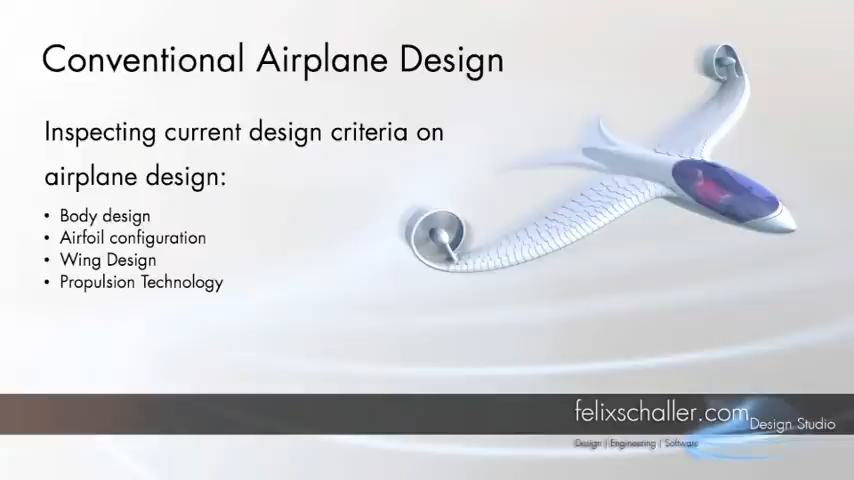 Conventional Airplane Design
Inspecting current design criteria on
airplane design:
• Body design
• Airfoil configuration
• Wing Design
• Propulsion Technology
felixschaller.com
Design Studio
Design | Engineering | Software